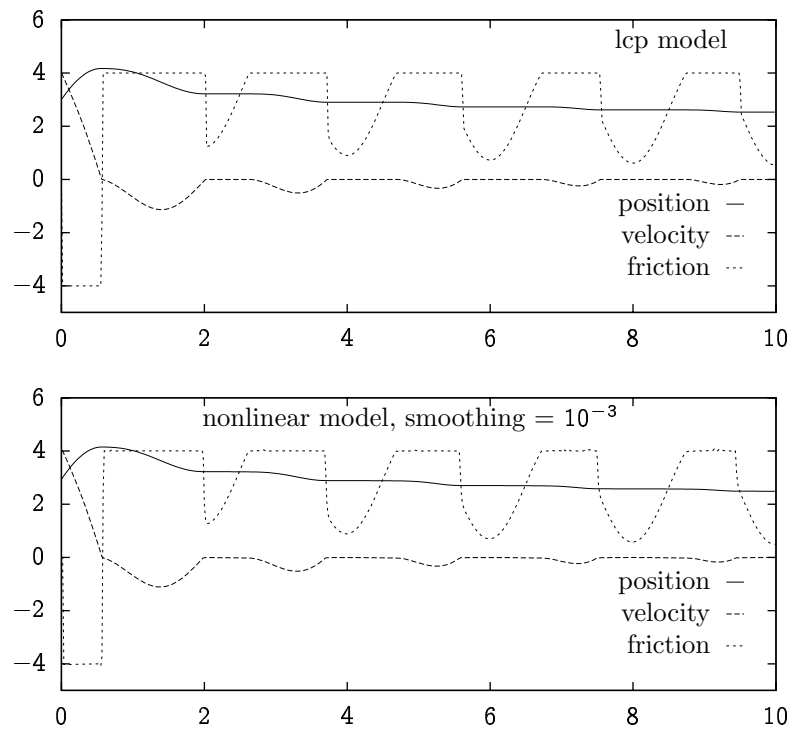 6
lcp model
4
2
0
position
−2
velocity
friction
−4
0 2 4 6 8 10
6
nonlinear model, smoothing = 10⁻³
4
2
0
position
−2
velocity
friction
−4
0 2 4 6 8 10